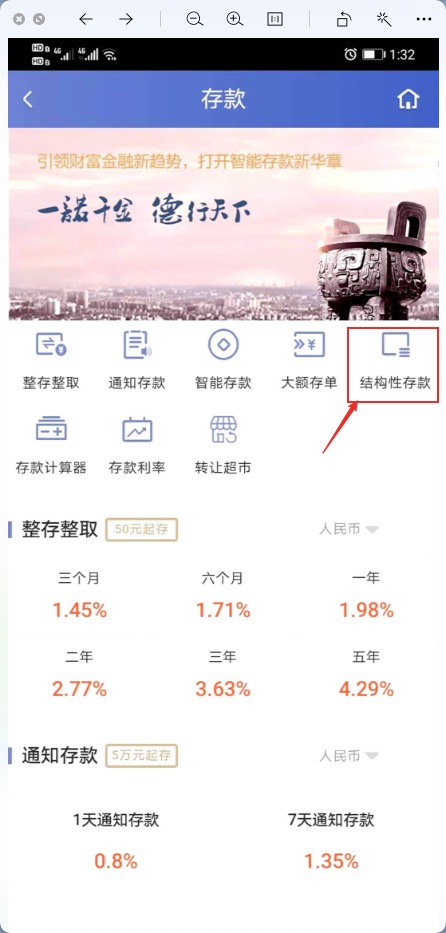 1:1
HD 1 4G 4G
HD 2
1:32
存款
引领财富金融新趋势，打开智能存款新华章
一諾千金 德行天下
整存整取 通知存款 智能存款 大额存单 结构性存款
存款计算器 存款利率 转让超市
整存整取 50元起存 人民币
三个月 六个月 一年
1.45% 1.71% 1.98%
二年 三年 五年
2.77% 3.63% 4.29%
通知存款 5万元起存 人民币
1天通知存款 7天通知存款
0.8% 1.35%